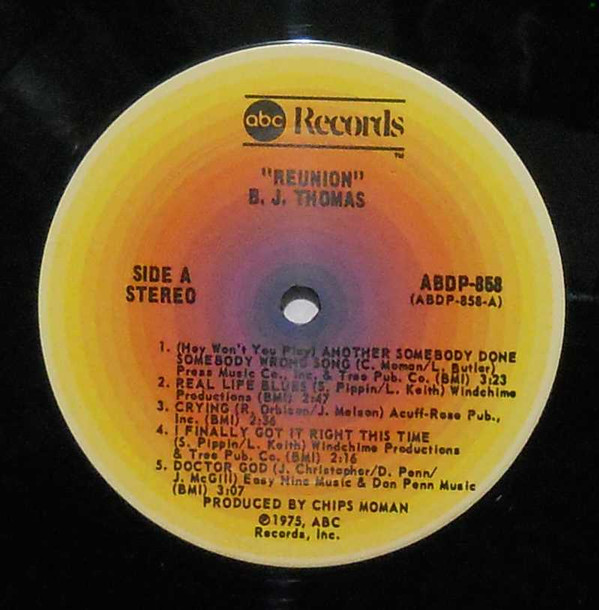 abc Records
TM
"REUNION"
B. J. THOMAS
SIDE A
STEREO
ABDP-858
(ABDP-858-A)
1. (Hey Won't You Play) ANOTHER SOMEBODY DONE
SOMEBODY WRONG SONG (C. Moman/L. Butler)
Press Music Co., Inc. & Tree Pub. Co. (BMI) 3:23
2. REAL LIFE BLUES (S. Pippin/L. Keith) Windchime
Productions (BMI) 2:47
3. CRYING (R. Orbison/J. Melson) Acuff-Rose Pub.,
Inc. (BMI) 2:36
4. I FINALLY GOT IT RIGHT THIS TIME
(S. Pippin/L. Keith) Windchime Productions
& Tree Pub. Co. (BMI) 2:16
5. DOCTOR GOD (J. Christopher/D. Penn/
J. McGill) Easy Nine Music & Dan Penn Music
(BMI) 3:07
PRODUCED BY CHIPS MOMAN
℗1975, ABC
Records, Inc.